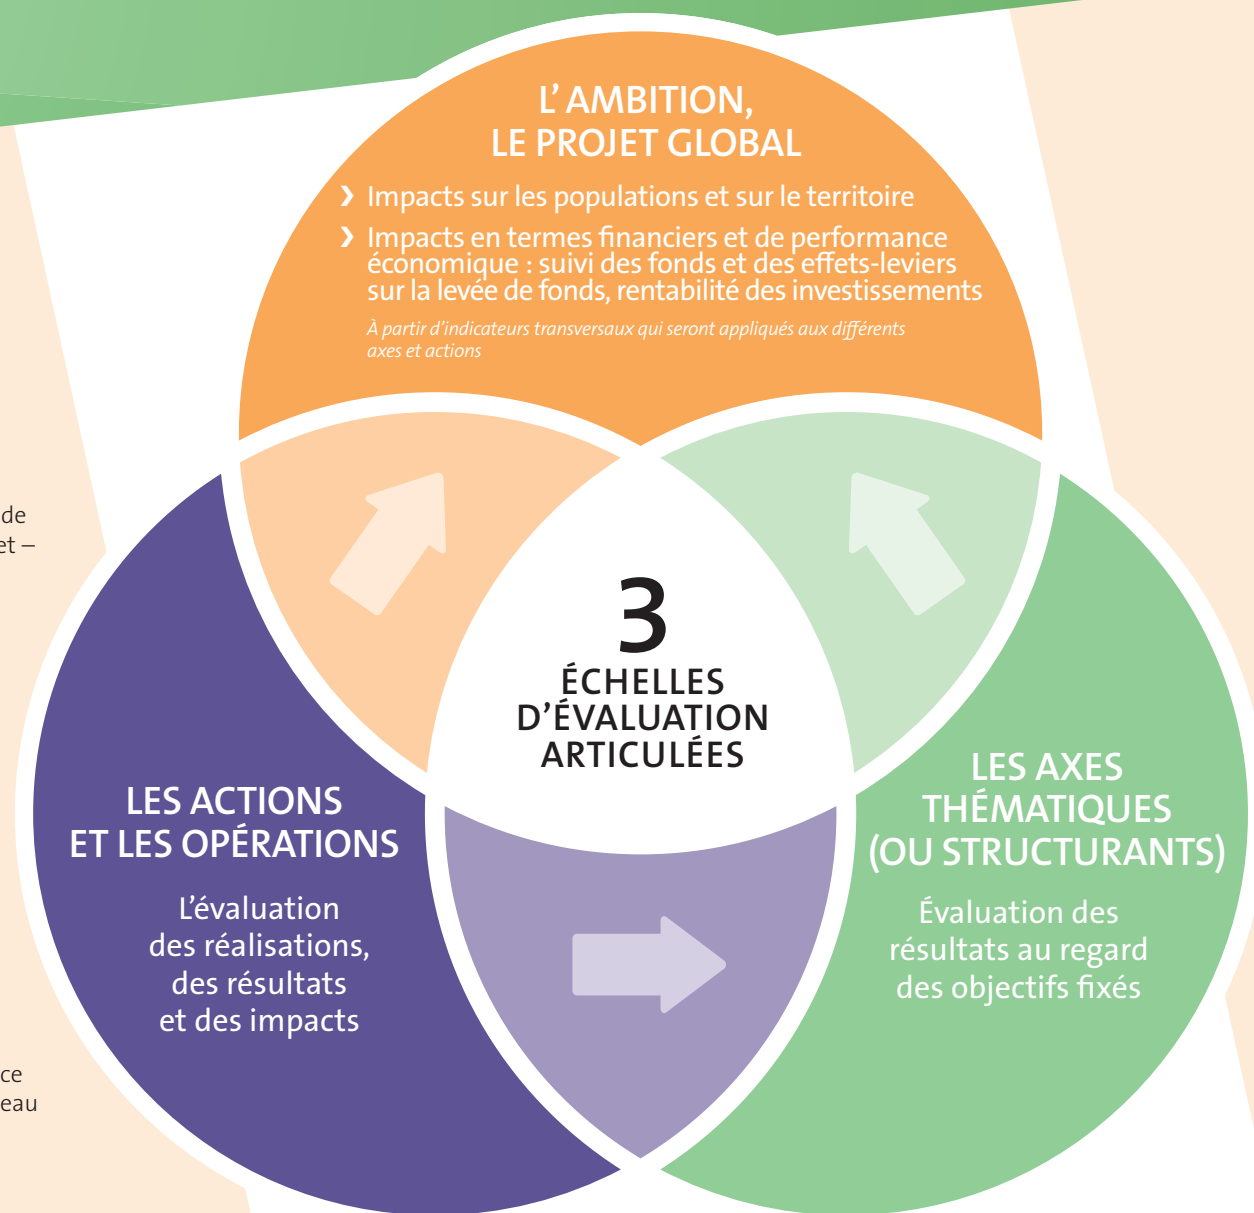 L’ AMBITION,
LE PROJET GLOBAL
❯ Impacts sur les populations et sur le territoire
❯ Impacts en termes financiers et de performance
économique : suivi des fonds et des effets-leviers
sur la levée de fonds, rentabilité des investissements
À partir d’indicateurs transversaux qui seront appliqués aux différents
axes et actions
de
et –
3
ÉCHELLES
D’ÉVALUATION
ARTICULÉES
LES ACTIONS
ET LES OPÉRATIONS
L’évaluation
des réalisations,
des résultats
et des impacts
LES AXES
THÉMATIQUES
(OU STRUCTURANTS)
Évaluation des
résultats au regard
des objectifs fixés
ce
eau